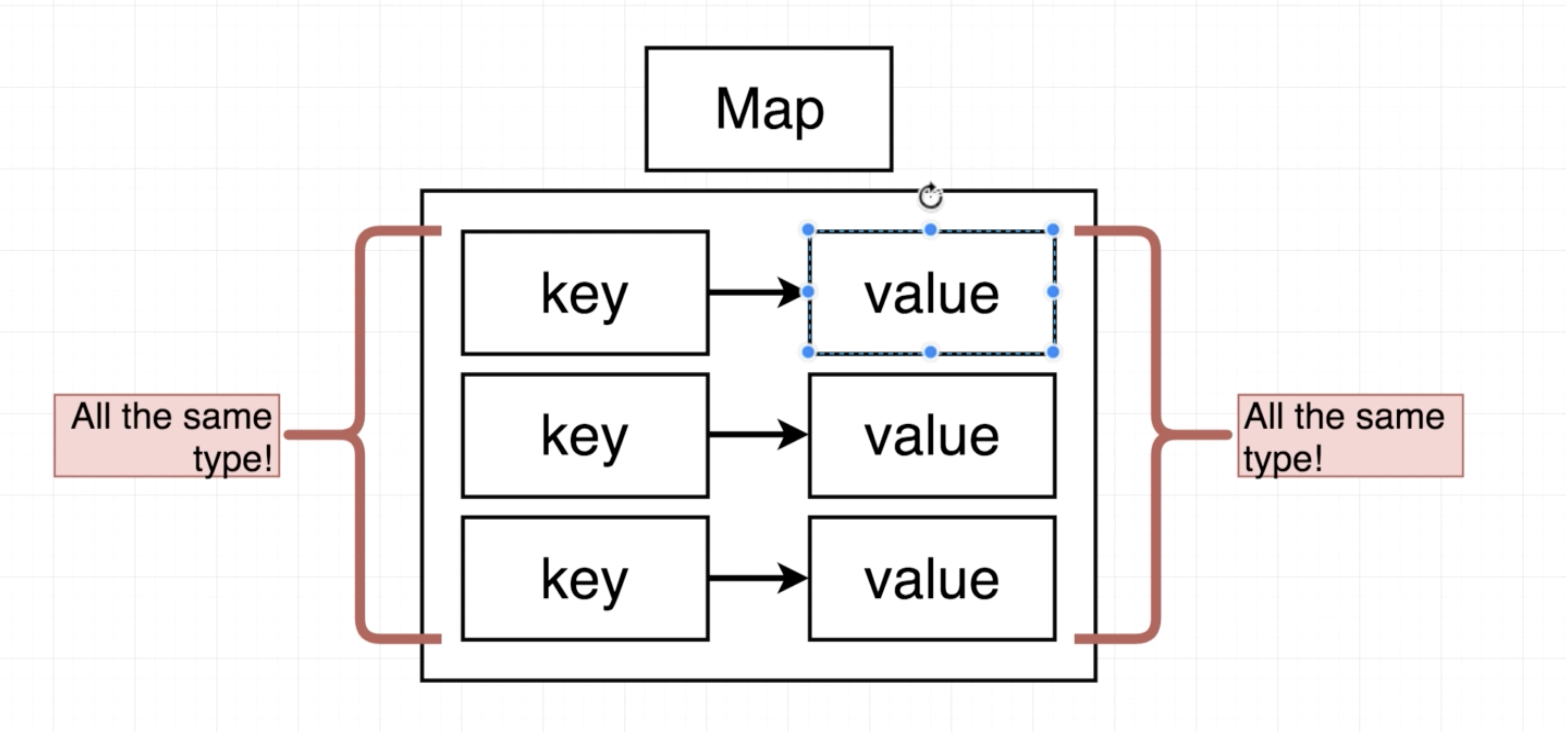 Map
key
value
key
value
key
value
All the same
type!
All the same
type!